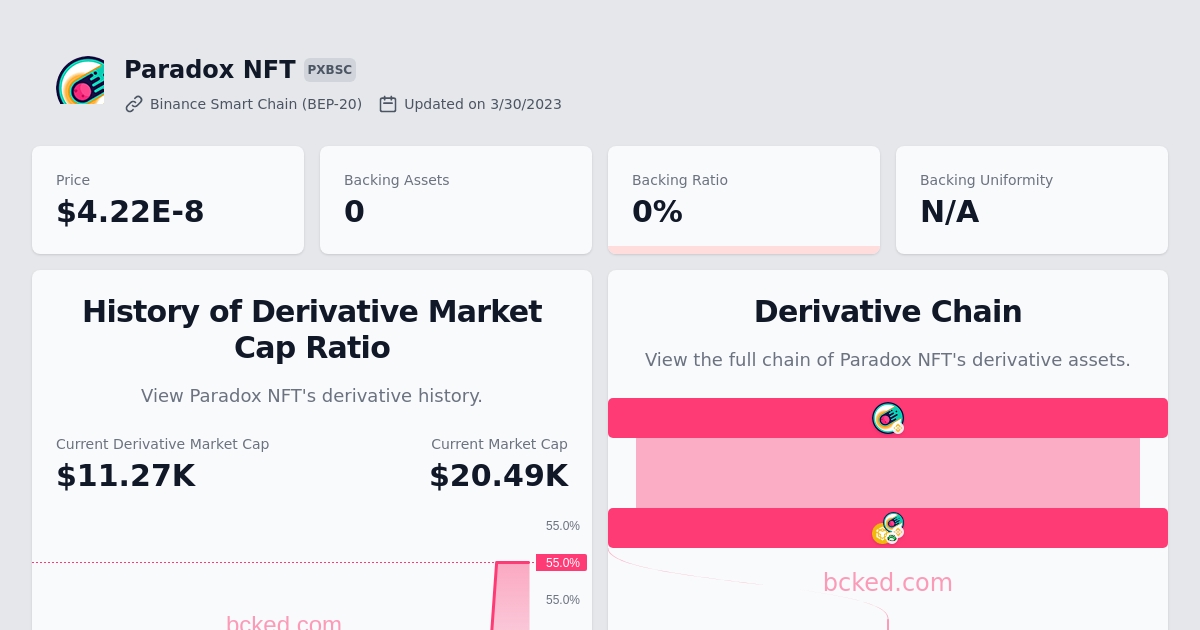 Paradox NFT PXBSC
Binance Smart Chain (BEP-20) Updated on 3/30/2023
Price
$4.22E-8
Backing Assets
0
Backing Ratio
0%
Backing Uniformity
N/A
History of Derivative Market
Cap Ratio
View Paradox NFT's derivative history.
Current Derivative Market Cap
$11.27K
Current Market Cap
$20.49K
55.0%
55.0%
55.0%
bcked.com
Derivative Chain
View the full chain of Paradox NFT's derivative assets.
bcked.com